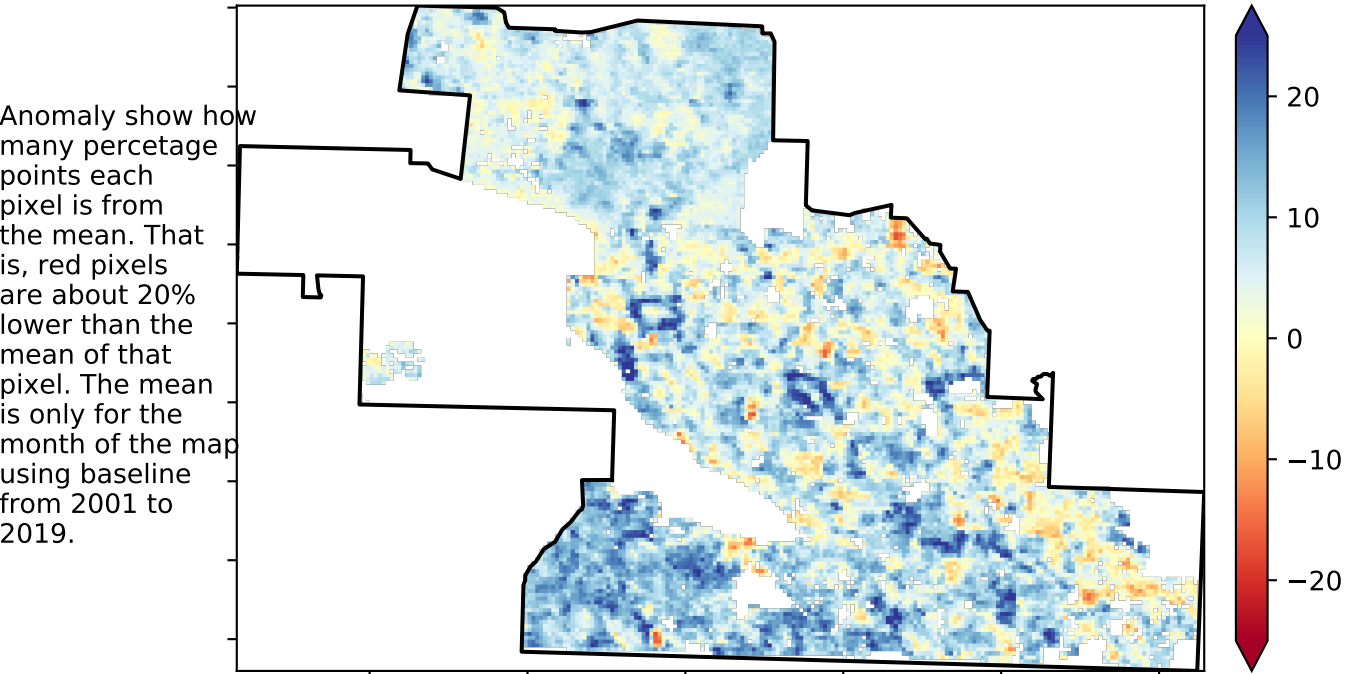 Anomaly show how
many percetage
points each
pixel is from
the mean. That
is, red pixels
are about 20%
lower than the
mean of that
pixel. The mean
is only for the
month of the map
using baseline
from 2001 to
2019.
20
10
0
−10
−20